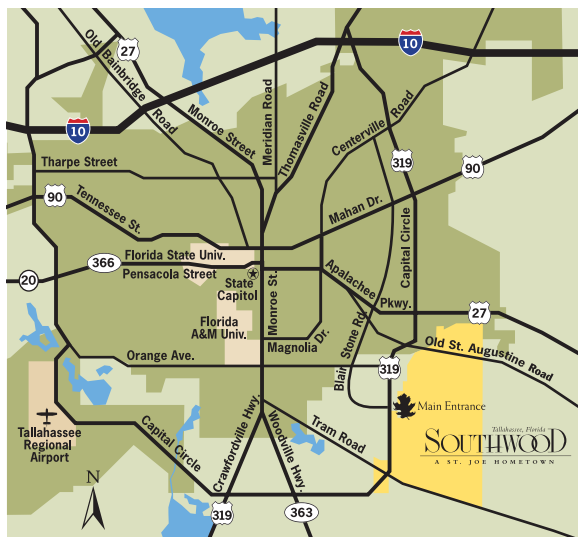 27
10
Old Bainbridge Road
Monroe Street
Meridian Road
Thomasville Road
Centerville Road
10
319
90
Tharpe Street
90
Tennessee St.
Mahan Dr.
Capital Circle
366
Florida State Univ.
Pensacola Street
20
State
Capitol
Monroe St.
Apalachee
Pkwy.
27
Florida
A&M Univ.
Magnolia Dr.
Blair Stone Rd.
Old St. Augustine Road
Orange Ave.
319
Main Entrance
Tallahassee
Regional
Airport
Capital Circle
Crawfordville Hwy.
Woodville Hwy.
Tram Road
Tallahassee, Florida
SOUTHWOOD
A ST. JOE HOMETOWN
N
319
363